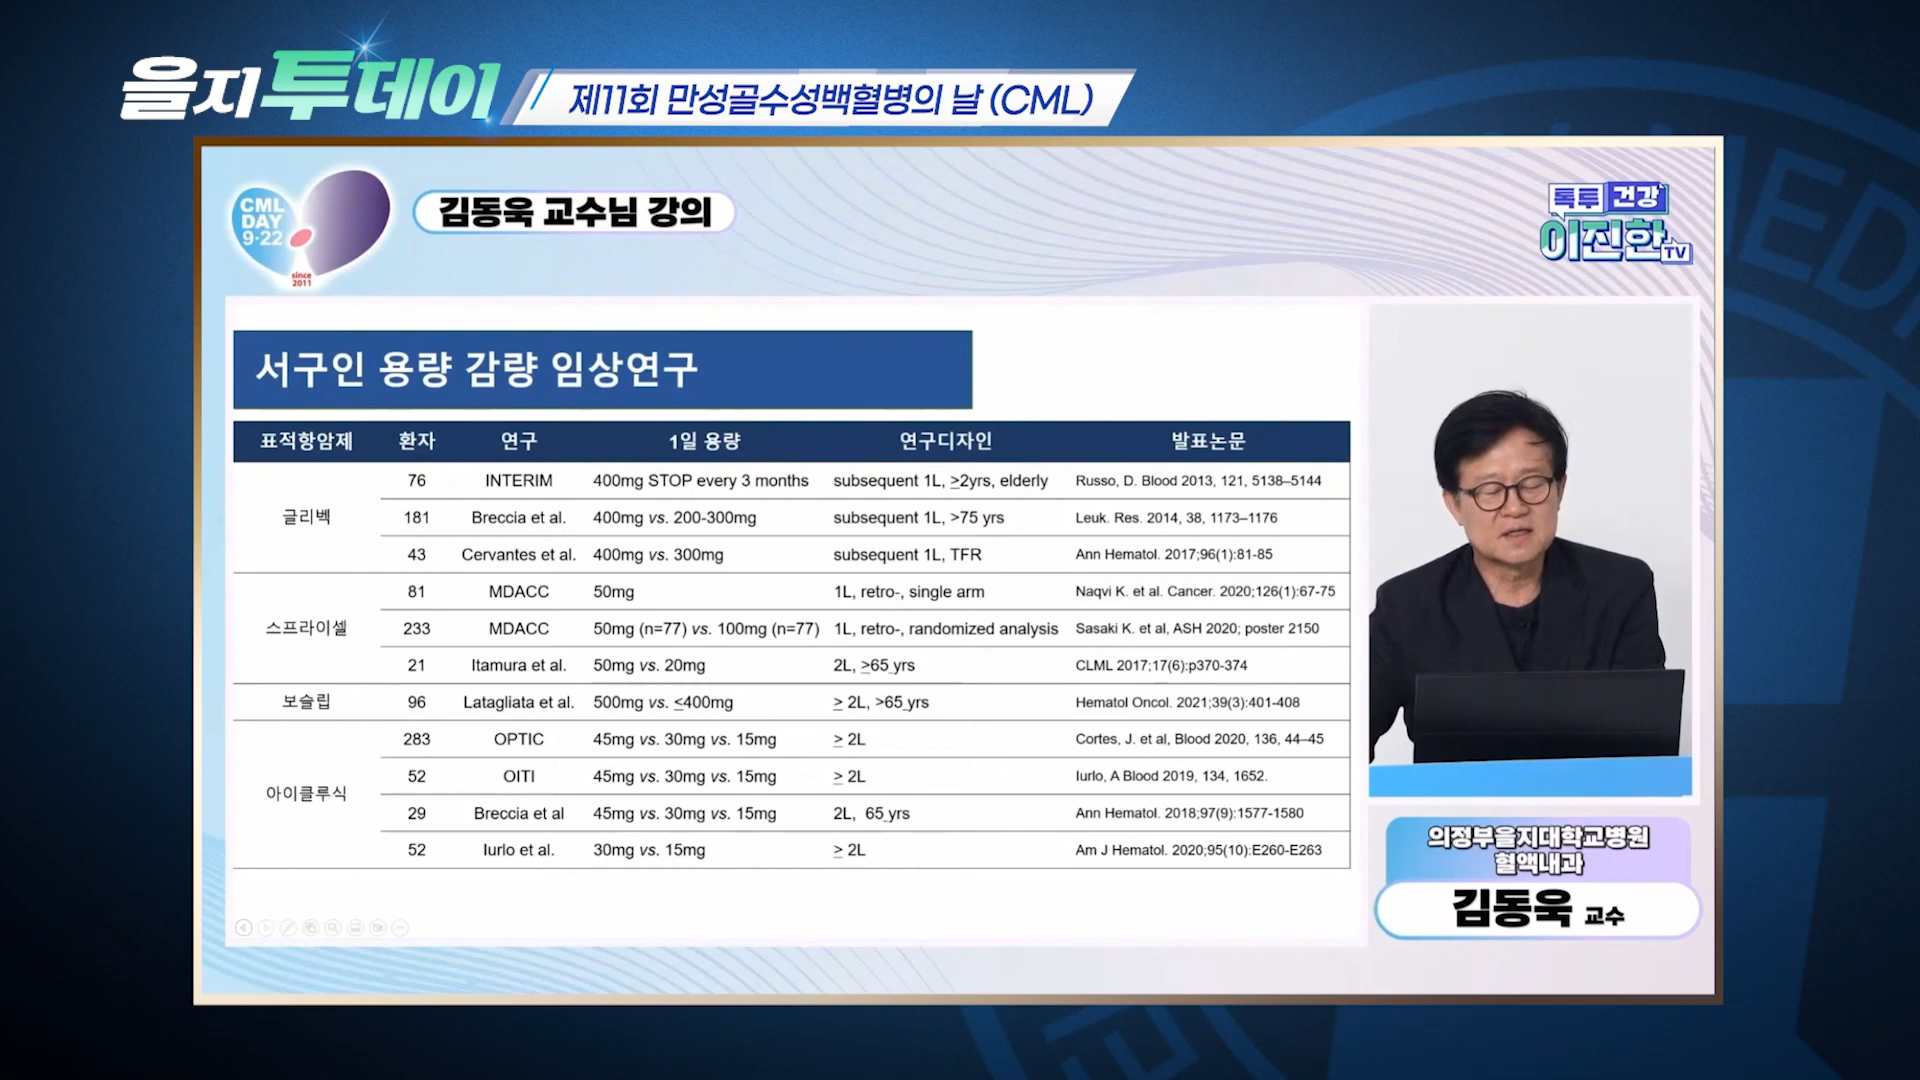 을지투데이
제11회 만성골수성백혈병의 날 (CML)
CML
DAY
9·22
since
2011
김동욱 교수님 강의
톡투 건강
이진한TV
서구인 용량 감량 임상연구
표적항암제 환자 연구 1일 용량 연구디자인 발표논문
글리벡
76 INTERIM 400mg STOP every 3 months subsequent 1L, ≥2yrs, elderly Russo, D. Blood 2013, 121, 5138–5144
181 Breccia et al. 400mg vs. 200-300mg subsequent 1L, >75 yrs Leuk. Res. 2014, 38, 1173–1176
43 Cervantes et al. 400mg vs. 300mg subsequent 1L, TFR Ann Hematol. 2017;96(1):81-85
스프라이셀
81 MDACC 50mg 1L, retro-, single arm Naqvi K. et al. Cancer. 2020;126(1):67-75
233 MDACC 50mg (n=77) vs. 100mg (n=77) 1L, retro-, randomized analysis Sasaki K. et al, ASH 2020; poster 2150
21 Itamura et al. 50mg vs. 20mg 2L, ≥65 yrs CLML 2017;17(6):p370-374
보슬립 96 Latagliata et al. 500mg vs. ≤400mg ≥ 2L, >65 yrs Hematol Oncol. 2021;39(3):401-408
아이클루식
283 OPTIC 45mg vs. 30mg vs. 15mg ≥ 2L Cortes, J. et al, Blood 2020, 136, 44–45
52 OITI 45mg vs. 30mg vs. 15mg ≥ 2L Iurlo, A Blood 2019, 134, 1652.
29 Breccia et al 45mg vs. 30mg vs. 15mg 2L, 65 yrs Ann Hematol. 2018;97(9):1577-1580
52 Iurlo et al. 30mg vs. 15mg ≥ 2L Am J Hematol. 2020;95(10):E260-E263
의정부을지대학교병원
혈액내과
김동욱 교수